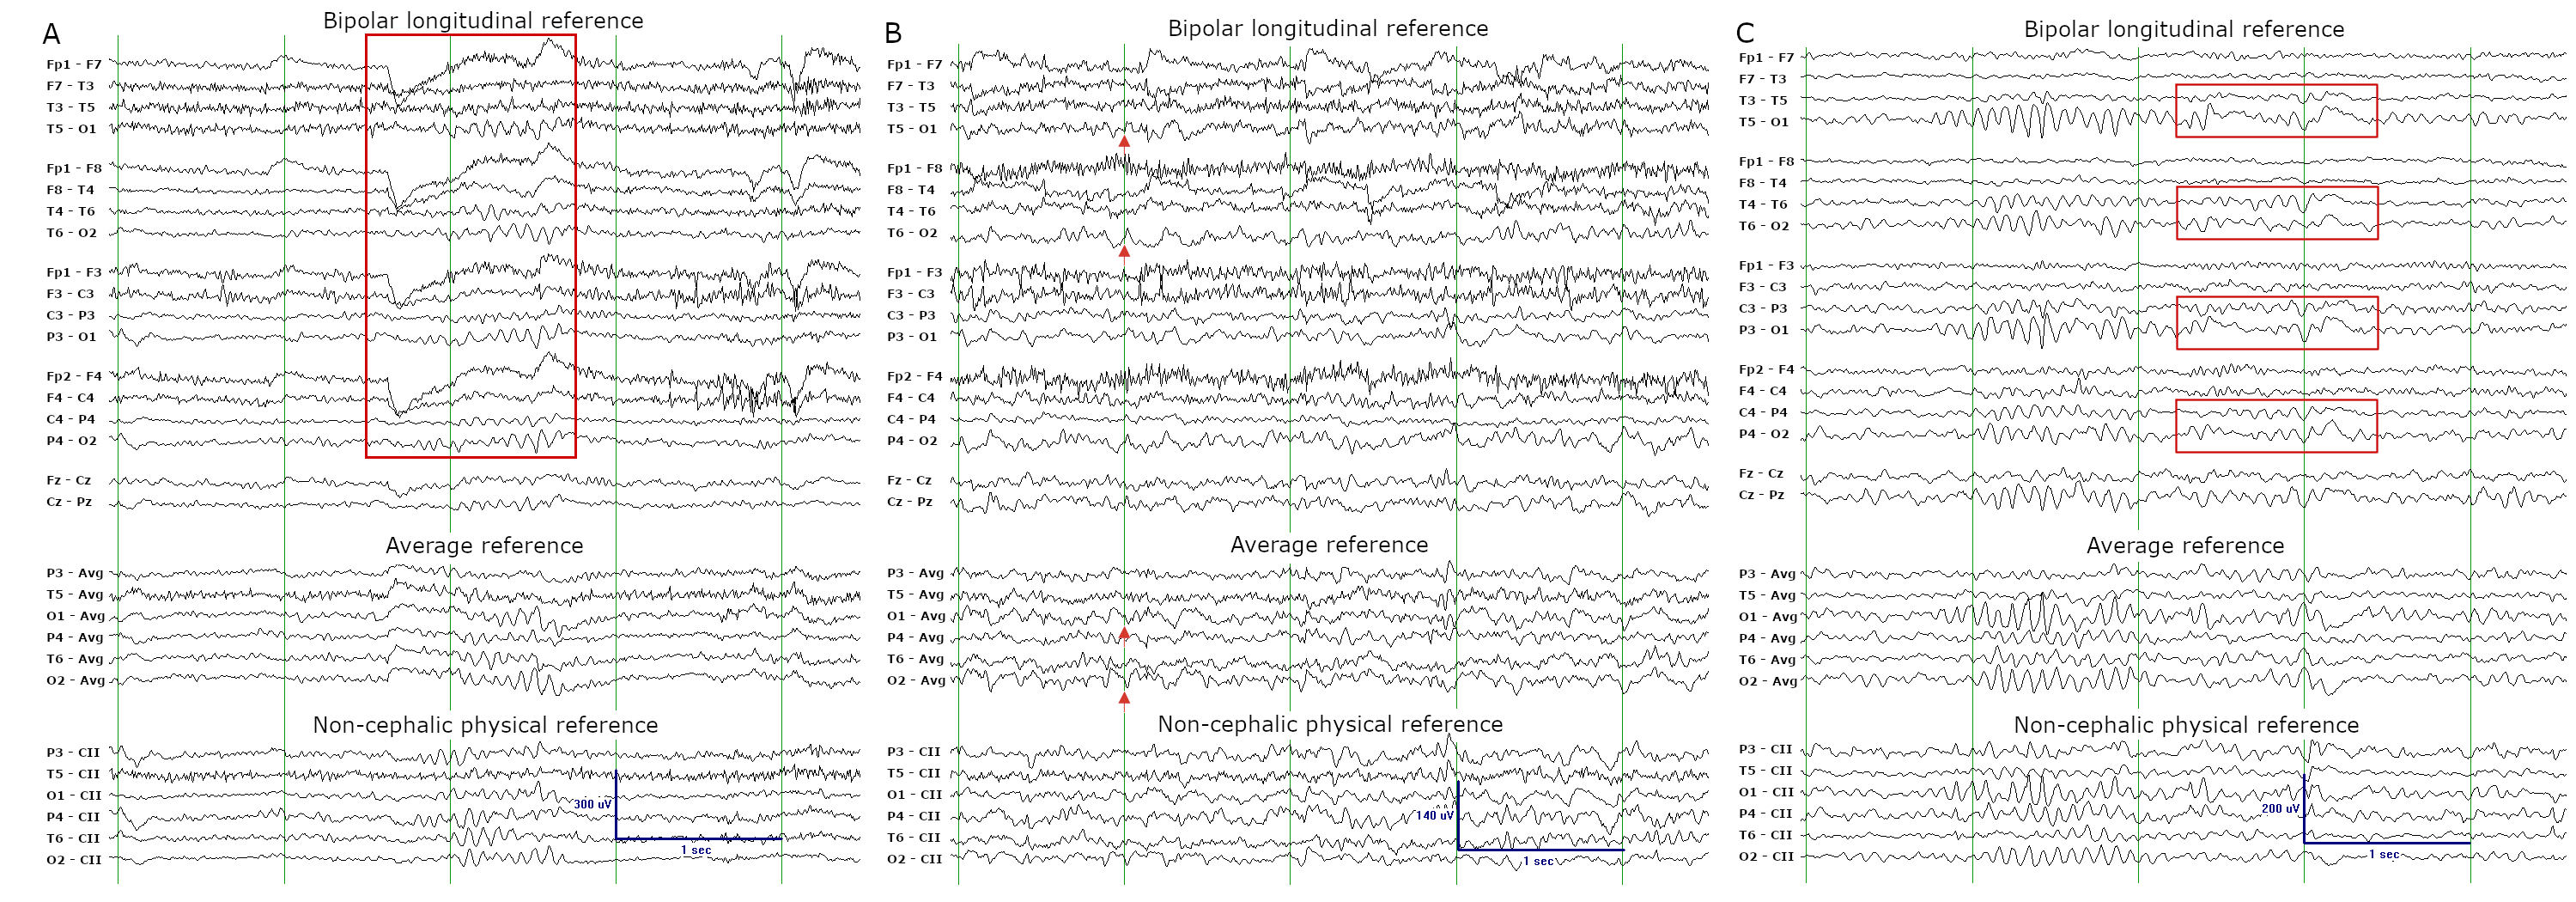 A
Bipolar longitudinal reference
Fp1 - F7
F7 - T3
T3 - T5
T5 - O1
Fp1 - F8
F8 - T4
T4 - T6
T6 - O2
Fp1 - F3
F3 - C3
C3 - P3
P3 - O1
Fp2 - F4
F4 - C4
C4 - P4
P4 - O2
Fz - Cz
Cz - Pz
Average reference
P3 - Avg
T5 - Avg
O1 - Avg
P4 - Avg
T6 - Avg
O2 - Avg
Non-cephalic physical reference
P3 - CII
T5 - CII
O1 - CII
P4 - CII
T6 - CII
O2 - CII
300 uV
1 sec
B
Bipolar longitudinal reference
Fp1 - F7
F7 - T3
T3 - T5
T5 - O1
Fp1 - F8
F8 - T4
T4 - T6
T6 - O2
Fp1 - F3
F3 - C3
C3 - P3
P3 - O1
Fp2 - F4
F4 - C4
C4 - P4
P4 - O2
Fz - Cz
Cz - Pz
Average reference
P3 - Avg
T5 - Avg
O1 - Avg
P4 - Avg
T6 - Avg
O2 - Avg
Non-cephalic physical reference
P3 - CII
T5 - CII
O1 - CII
P4 - CII
T6 - CII
O2 - CII
140 uV
1 sec
C
Bipolar longitudinal reference
Fp1 - F7
F7 - T3
T3 - T5
T5 - O1
Fp1 - F8
F8 - T4
T4 - T6
T6 - O2
Fp1 - F3
F3 - C3
C3 - P3
P3 - O1
Fp2 - F4
F4 - C4
C4 - P4
P4 - O2
Fz - Cz
Cz - Pz
Average reference
P3 - Avg
T5 - Avg
O1 - Avg
P4 - Avg
T6 - Avg
O2 - Avg
Non-cephalic physical reference
P3 - CII
T5 - CII
O1 - CII
P4 - CII
T6 - CII
O2 - CII
200 uV
1 sec